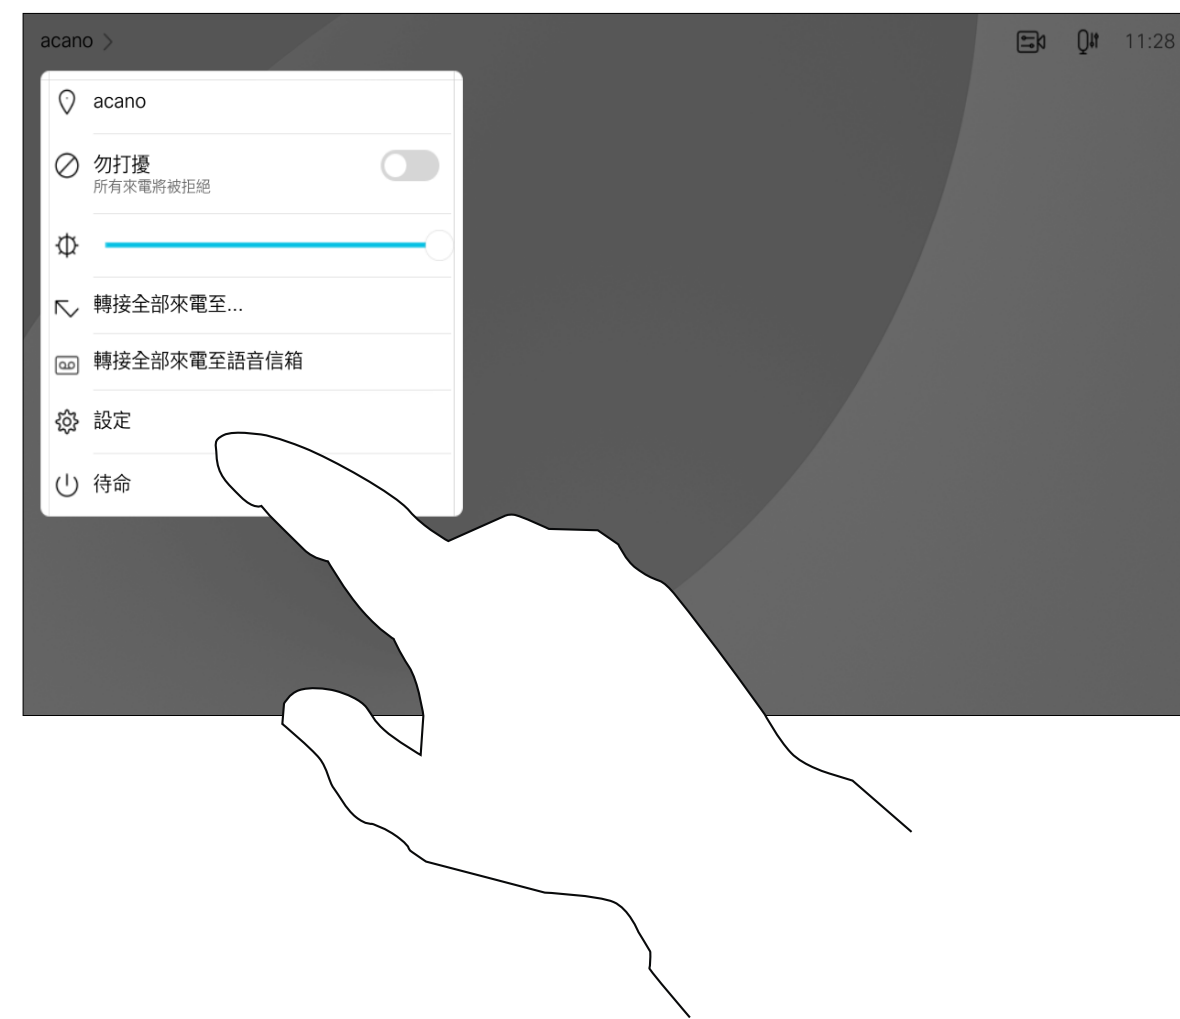 acano
11:28
acano
勿打擾
所有來電將被拒絕
轉接全部來電至...
轉接全部來電至語音信箱
設定
待命